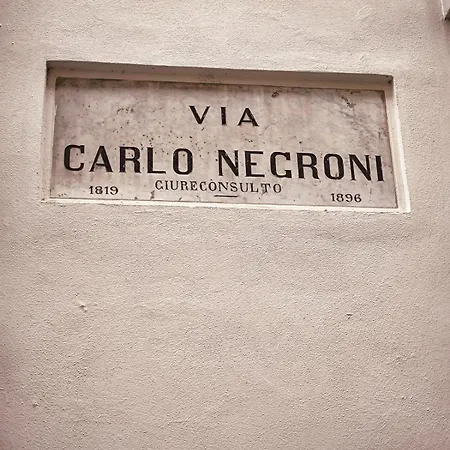 VIA
CARLO NEGRONI
1819 GIURECONSULTO 1896